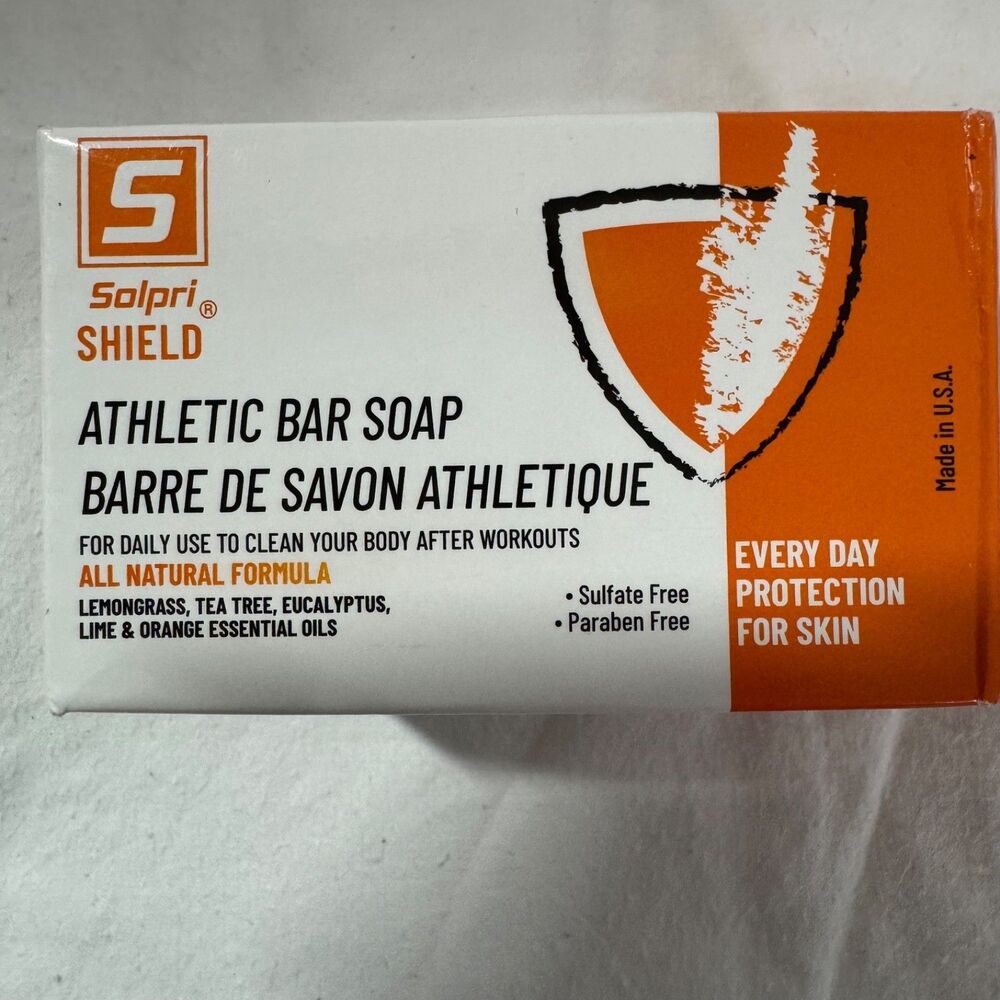 S
Solpri®
SHIELD
ATHLETIC BAR SOAP
BARRE DE SAVON ATHLETIQUE
FOR DAILY USE TO CLEAN YOUR BODY AFTER WORKOUTS
ALL NATURAL FORMULA
LEMONGRASS, TEA TREE, EUCALYPTUS,
LIME & ORANGE ESSENTIAL OILS
• Sulfate Free
• Paraben Free
EVERY DAY
PROTECTION
FOR SKIN
Made in U.S.A.